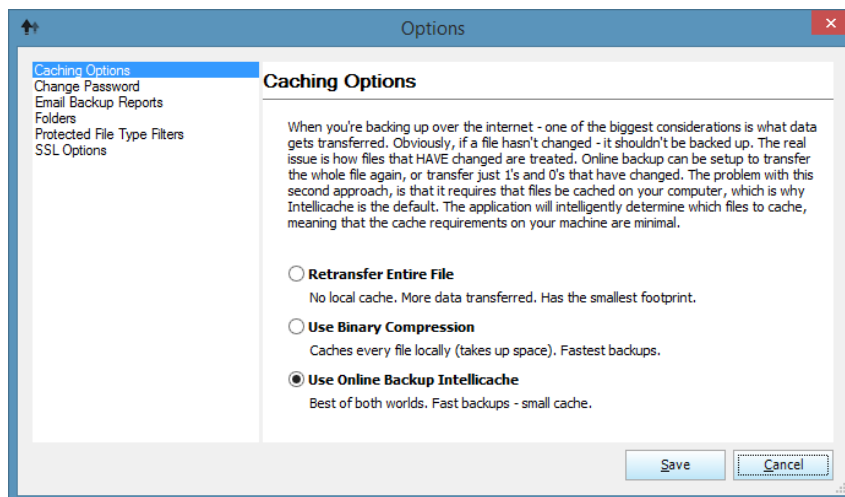 Options
Caching Options
Change Password
Email Backup Reports
Folders
Protected File Type Filters
SSL Options
Caching Options
When you're backing up over the internet - one of the biggest considerations is what data
gets transferred. Obviously, if a file hasn't changed - it shouldn't be backed up. The real
issue is how files that HAVE changed are treated. Online backup can be setup to transfer
the whole file again, or transfer just 1's and 0's that have changed. The problem with this
second approach, is that it requires that files be cached on your computer, which is why
Intellicache is the default. The application will intelligently determine which files to cache,
meaning that the cache requirements on your machine are minimal.
Retransfer Entire File
No local cache. More data transferred. Has the smallest footprint.
Use Binary Compression
Caches every file locally (takes up space). Fastest backups.
Use Online Backup Intellicache
Best of both worlds. Fast backups - small cache.
Save
Cancel